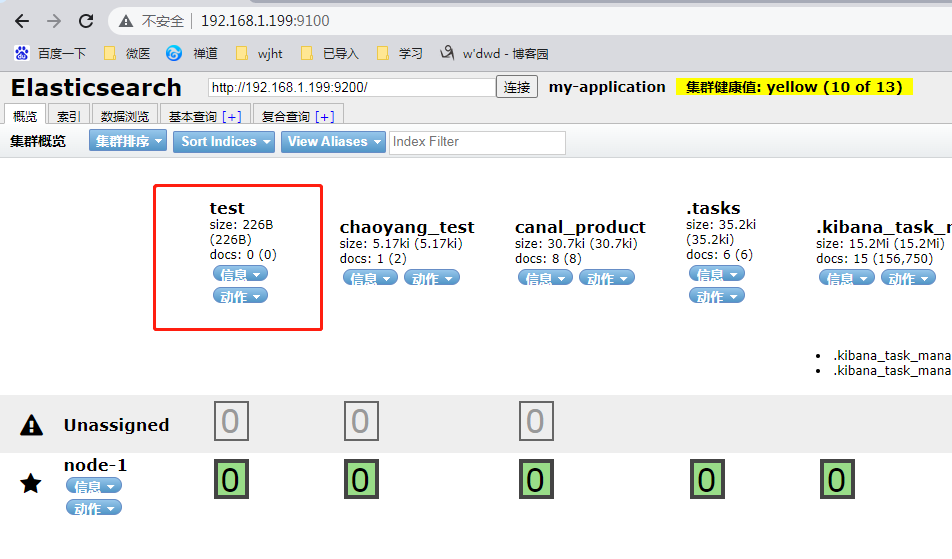 不安全 | 192.168.1.199:9100
百度一下 微医 禅道 wjht 已导入 学习 w'dwd - 博客园
Elasticsearch http://192.168.1.199:9200/ 连接 my-application 集群健康值: yellow (10 of 13)
概览 索引 数据浏览 基本查询 [+] 复合查询 [+]
集群概览 集群排序 Sort Indices View Aliases Index Filter
test
size: 226B
(226B)
docs: 0 (0)
信息
动作
chaoyang_test
size: 5.17ki (5.17ki)
docs: 1 (2)
信息 动作
canal_product
size: 30.7ki (30.7ki)
docs: 8 (8)
信息 动作
.tasks
size: 35.2ki
(35.2ki)
docs: 6 (6)
信息
动作
.kibana_task_m
size: 15.2Mi (15.2Mi)
docs: 15 (156,750)
信息 动作
.kibana_task_mana
.kibana_task_mana
Unassigned 0 0 0
node-1
信息
动作
0 0 0 0 0